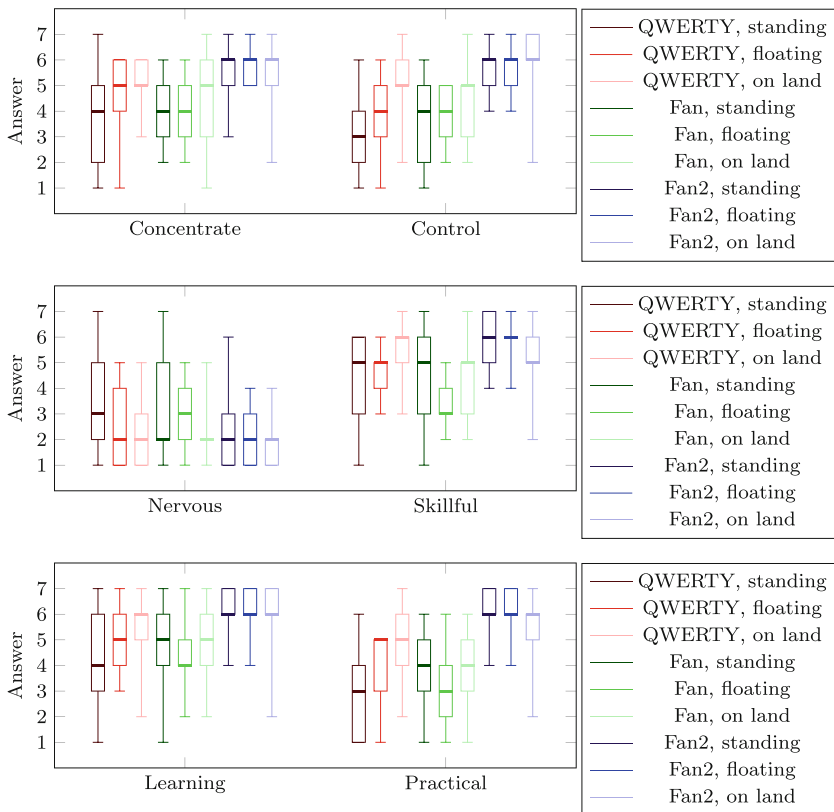 7
6
5
4
3
2
1
Answer
Concentrate Control
QWERTY, standing
QWERTY, floating
QWERTY, on land
Fan, standing
Fan, floating
Fan, on land
Fan2, standing
Fan2, floating
Fan2, on land
7
6
5
4
3
2
1
Answer
Nervous Skillful
QWERTY, standing
QWERTY, floating
QWERTY, on land
Fan, standing
Fan, floating
Fan, on land
Fan2, standing
Fan2, floating
Fan2, on land
7
6
5
4
3
2
1
Answer
Learning Practical
QWERTY, standing
QWERTY, floating
QWERTY, on land
Fan, standing
Fan, floating
Fan, on land
Fan2, standing
Fan2, floating
Fan2, on land